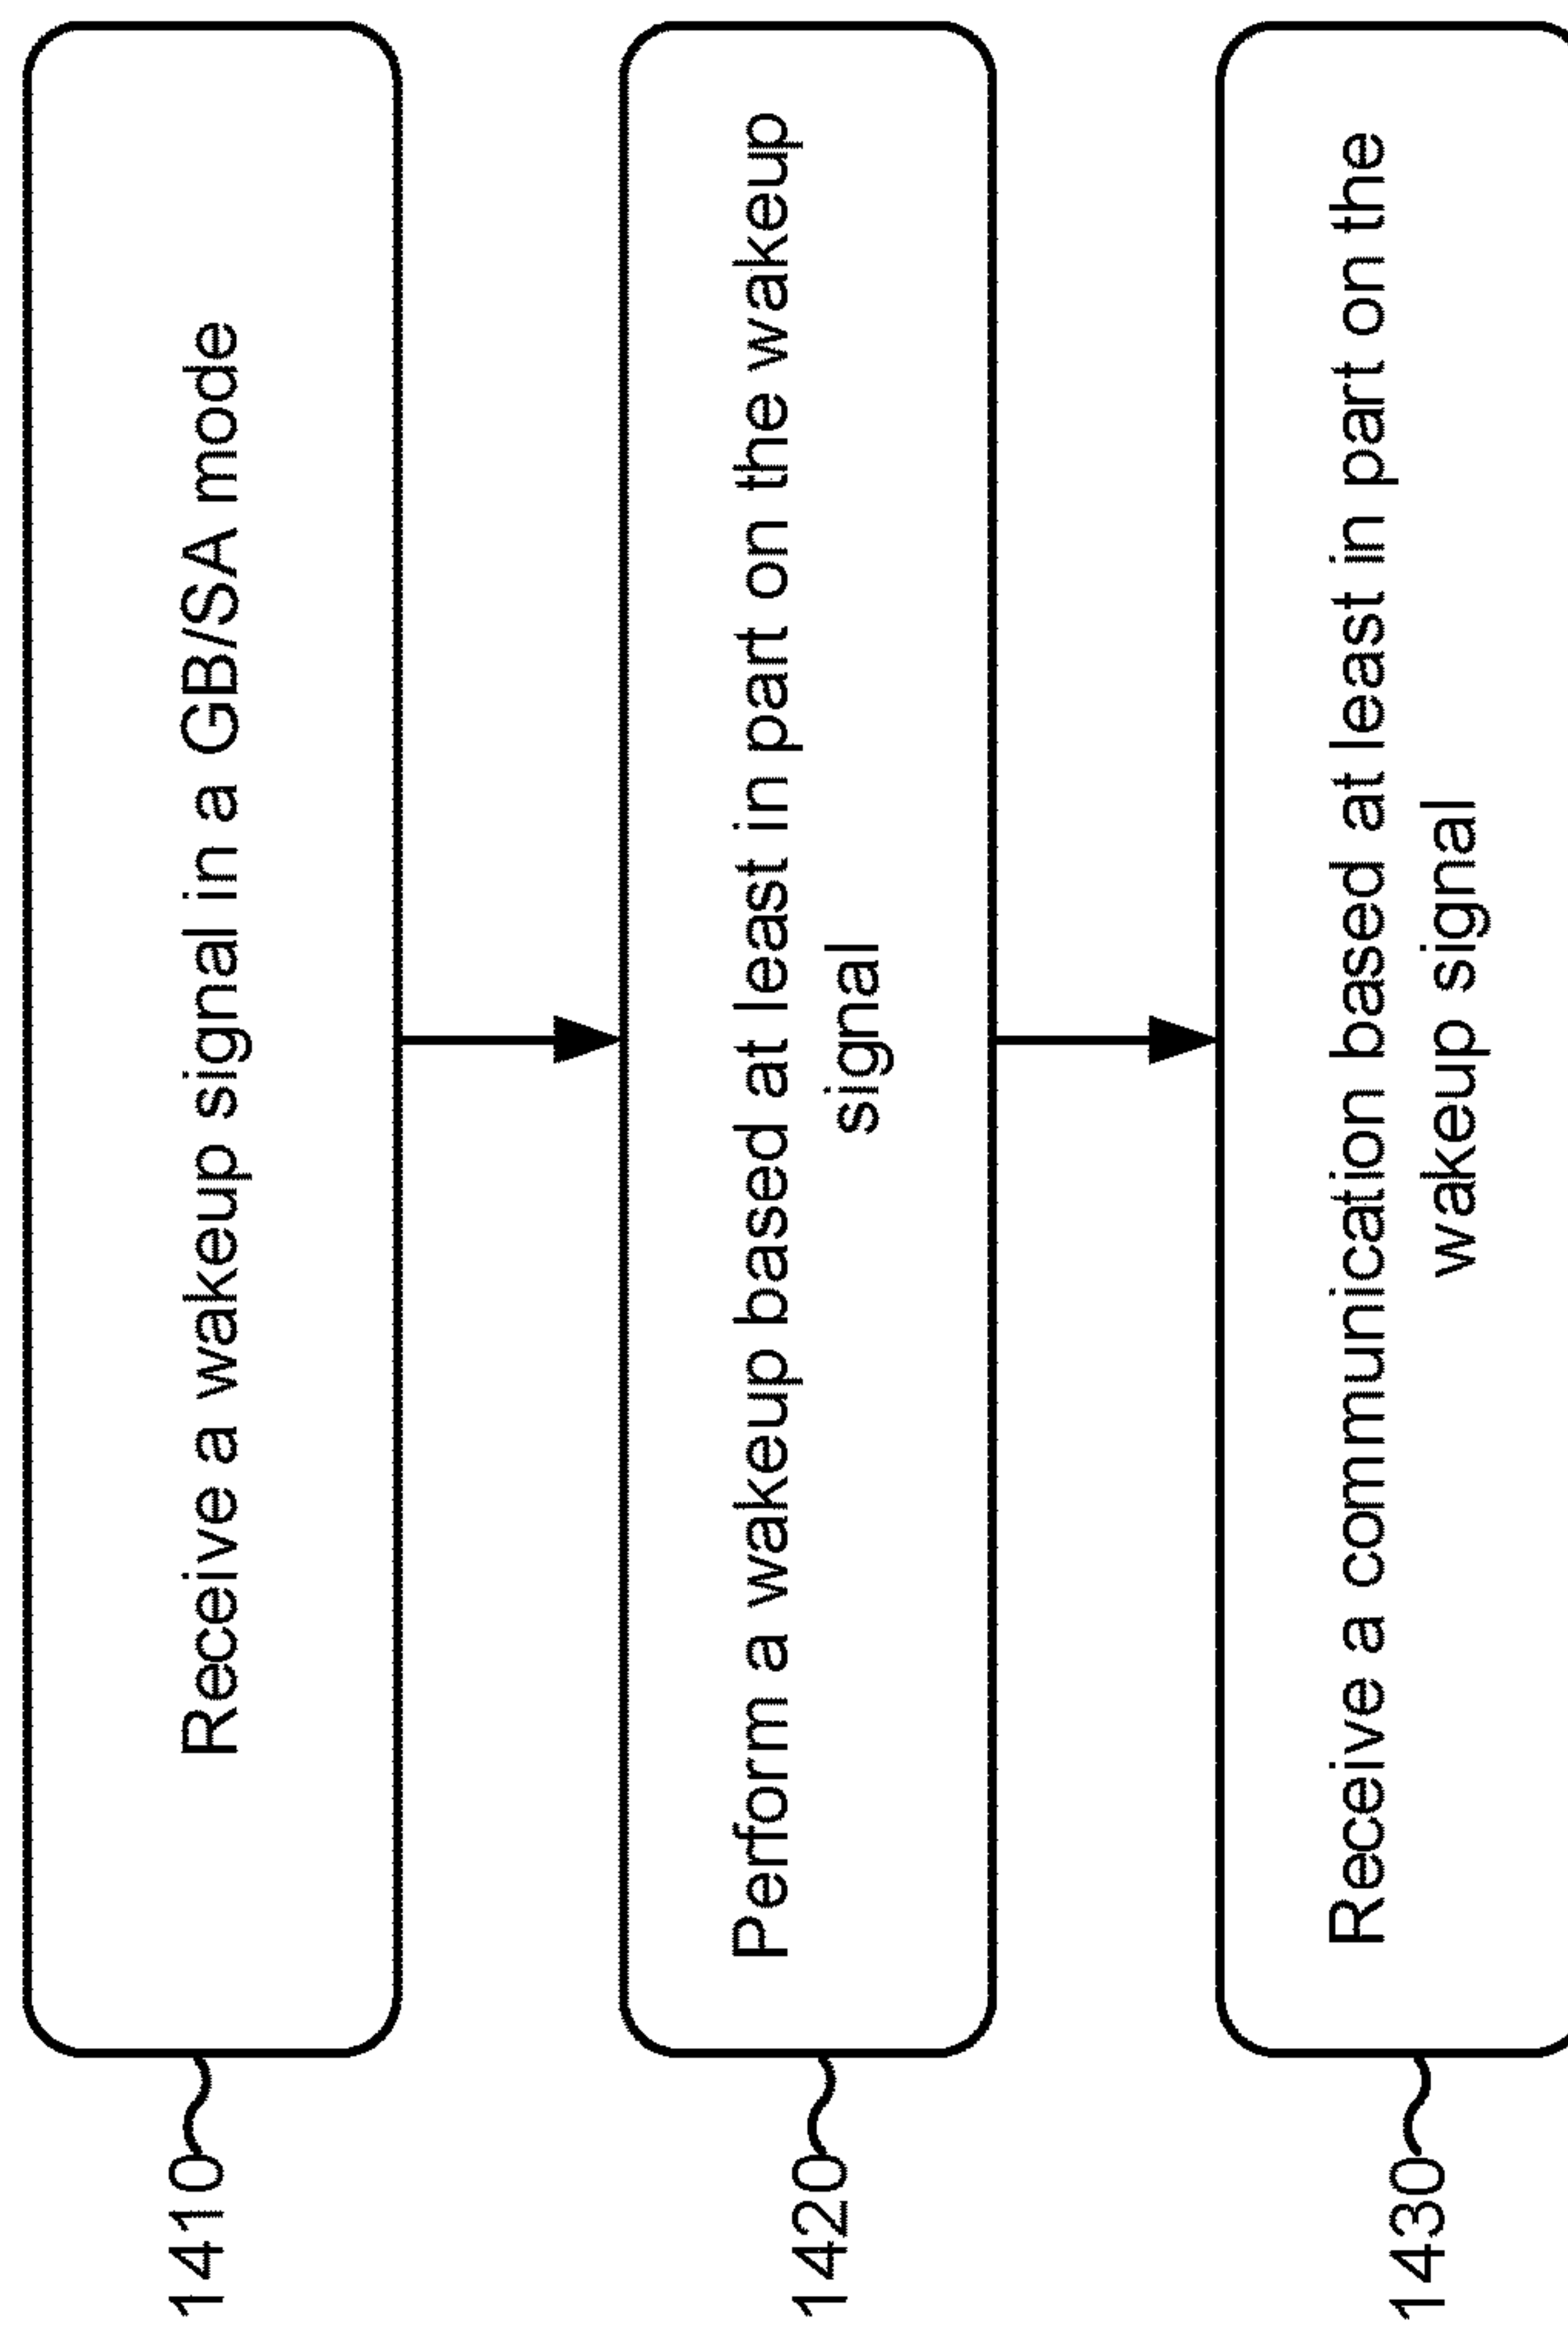 1410
Receive a wakeup signal in a GB/SA mode
1420
Perform a wakeup based at least in part on the wakeup
signal
1430
Receive a communication based at least in part on the
wakeup signal